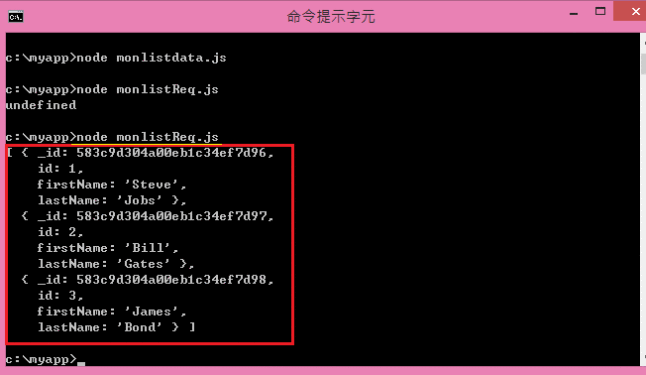 命令提示字元
c:\myapp>node monlistdata.js
c:\myapp>node monlistReq.js
undefined
c:\myapp>node monlistReq.js
[ { _id: 583c9d304a00eb1c34ef7d96,
id: 1,
firstName: 'Steve',
lastName: 'Jobs' },
{ _id: 583c9d304a00eb1c34ef7d97,
id: 2,
firstName: 'Bill',
lastName: 'Gates' },
{ _id: 583c9d304a00eb1c34ef7d98,
id: 3,
firstName: 'James',
lastName: 'Bond' } ]
c:\myapp>_